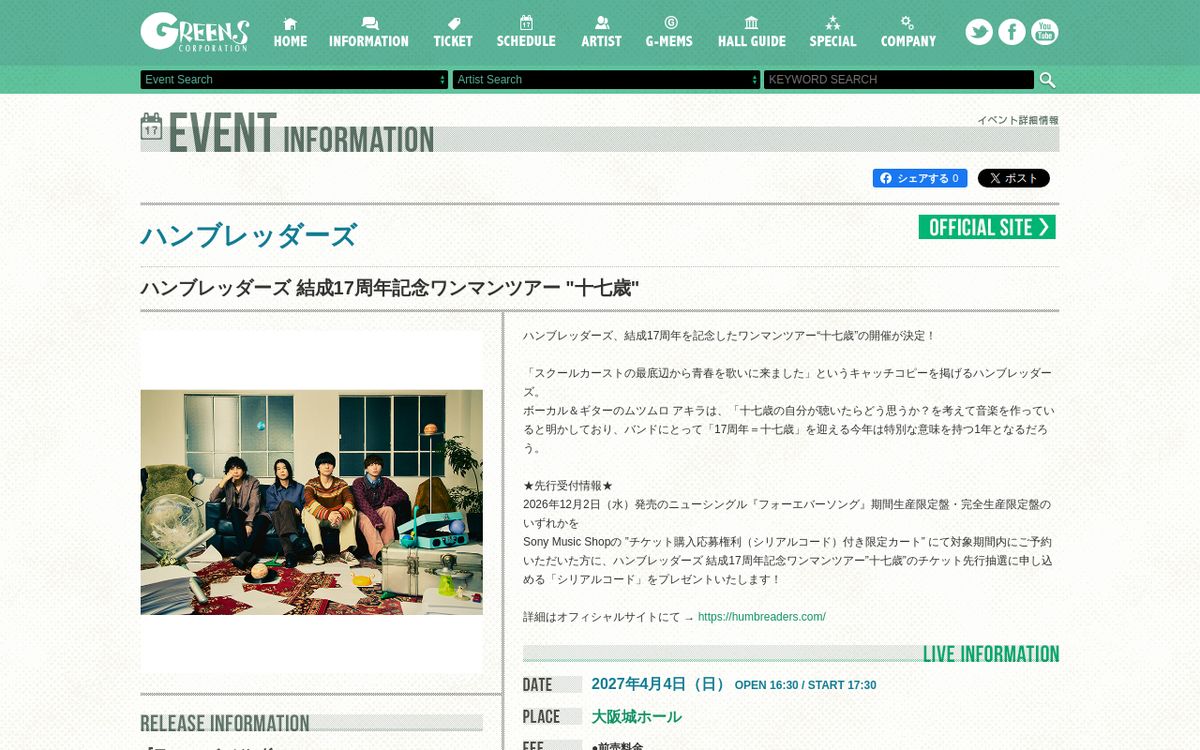 GREENS CORPORATION
HOME
INFORMATION
TICKET
SCHEDULE
ARTIST
G-MEMS
HALL GUIDE
SPECIAL
COMPANY
You Tube
Event Search
Artist Search
KEYWORD SEARCH
17 EVENT INFORMATION
イベント詳細情報
シェアする 0
ポスト
ハンブレッダーズ
OFFICIAL SITE
ハンブレッダーズ 結成17周年記念ワンマンツアー "十七歳"
ハンブレッダーズ、結成17周年を記念したワンマンツアー“十七歳”の開催が決定！
「スクールカーストの最底辺から青春を歌いに来ました」というキャッチコピーを掲げるハンブレッダー
ズ。
ボーカル＆ギターのムツムロ アキラは、「十七歳の自分が聴いたらどう思うか？を考えて音楽を作ってい
ると明かしており、バンドにとって「17周年＝十七歳」を迎える今年は特別な意味を持つ1年となるだろ
う。
★先行受付情報★
2026年12月2日（水）発売のニューシングル『フォーエバーソング』期間生産限定盤・完全生産限定盤の
いずれかを
Sony Music Shopの ”チケット購入応募権利（シリアルコード）付き限定カート” にて対象期間内にご予約
いただいた方に、ハンブレッダーズ 結成17周年記念ワンマンツアー”十七歳”のチケット先行抽選に申し込
める「シリアルコード」をプレゼントいたします！
詳細はオフィシャルサイトにて → https://humbreaders.com/
LIVE INFORMATION
DATE 2027年4月4日（日） OPEN 16:30 / START 17:30
PLACE 大阪城ホール
FEE ●前売料金
RELEASE INFORMATION